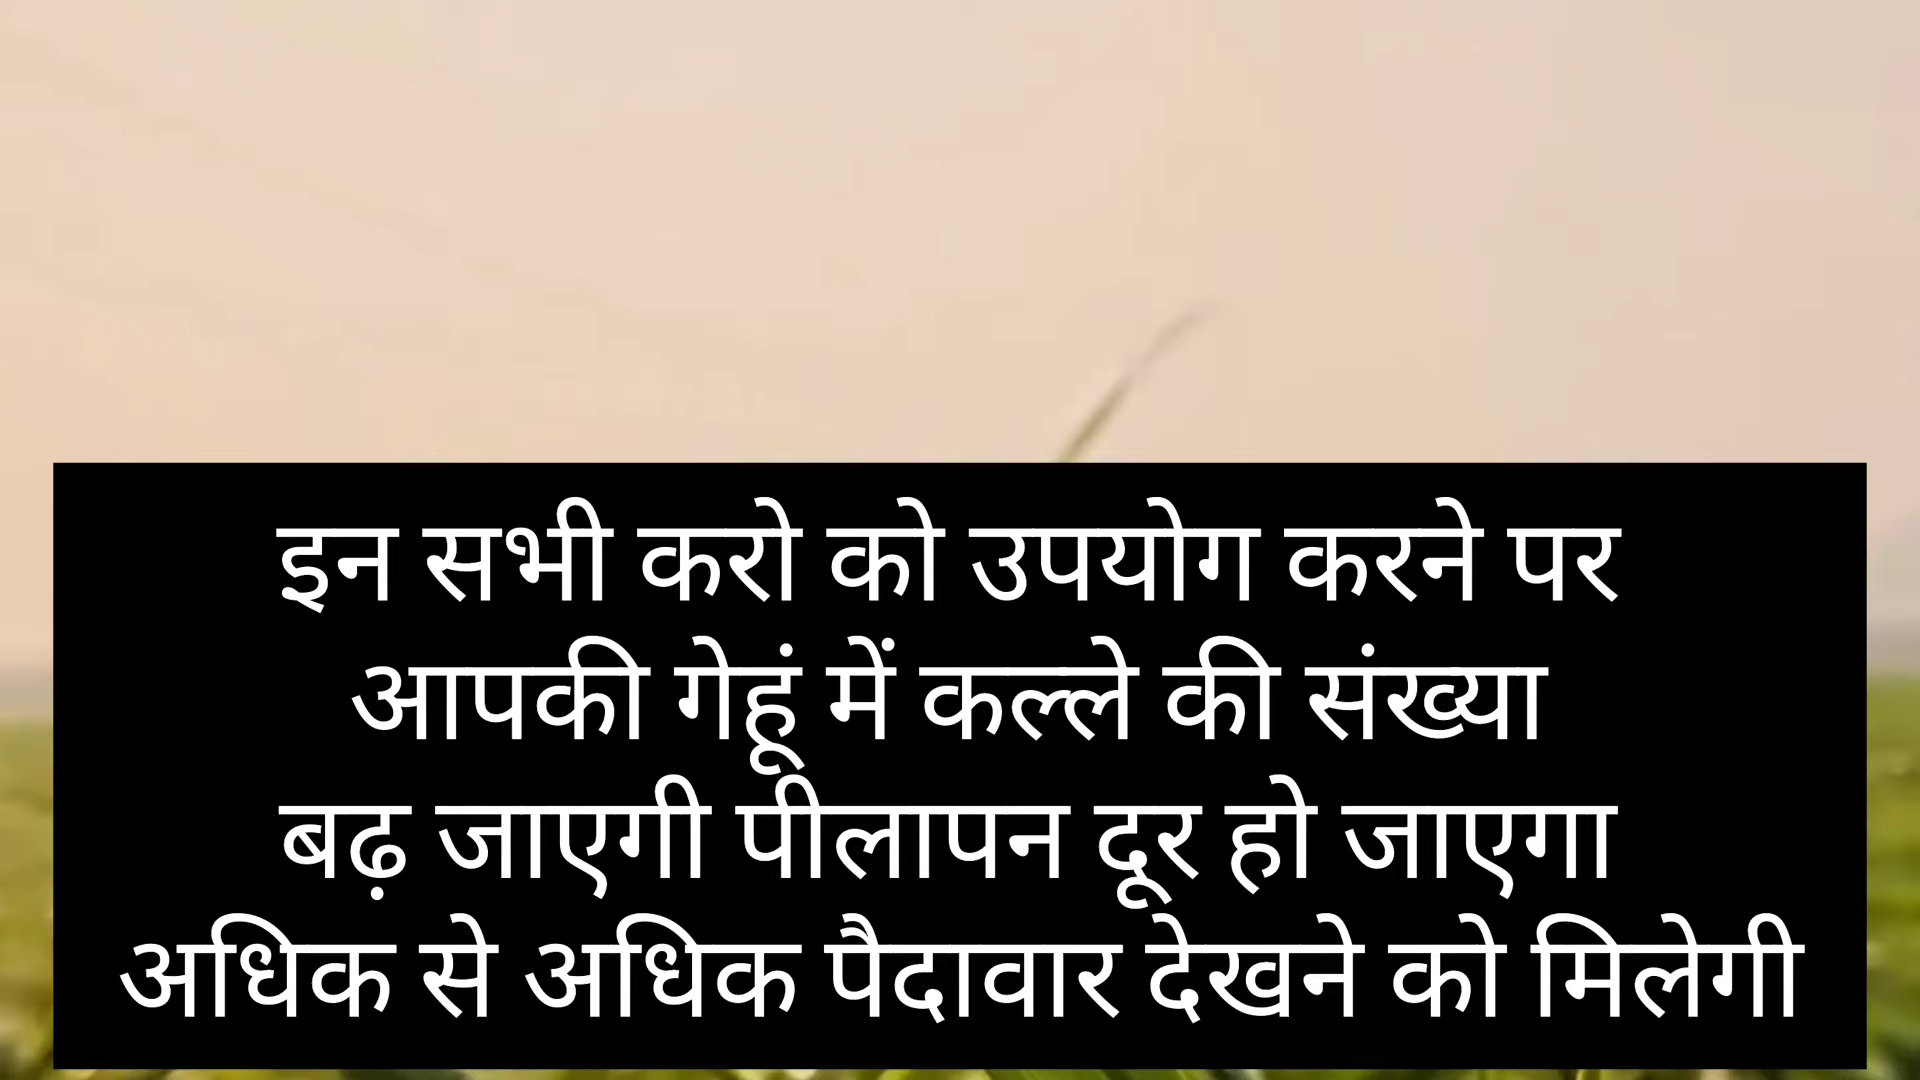 इन सभी करो को उपयोग करने पर
आपकी गेहूं में कल्ले की संख्या
बढ़ जाएगी पीलापन दूर हो जाएगा
अधिक से अधिक पैदावार देखने को मिलेगी